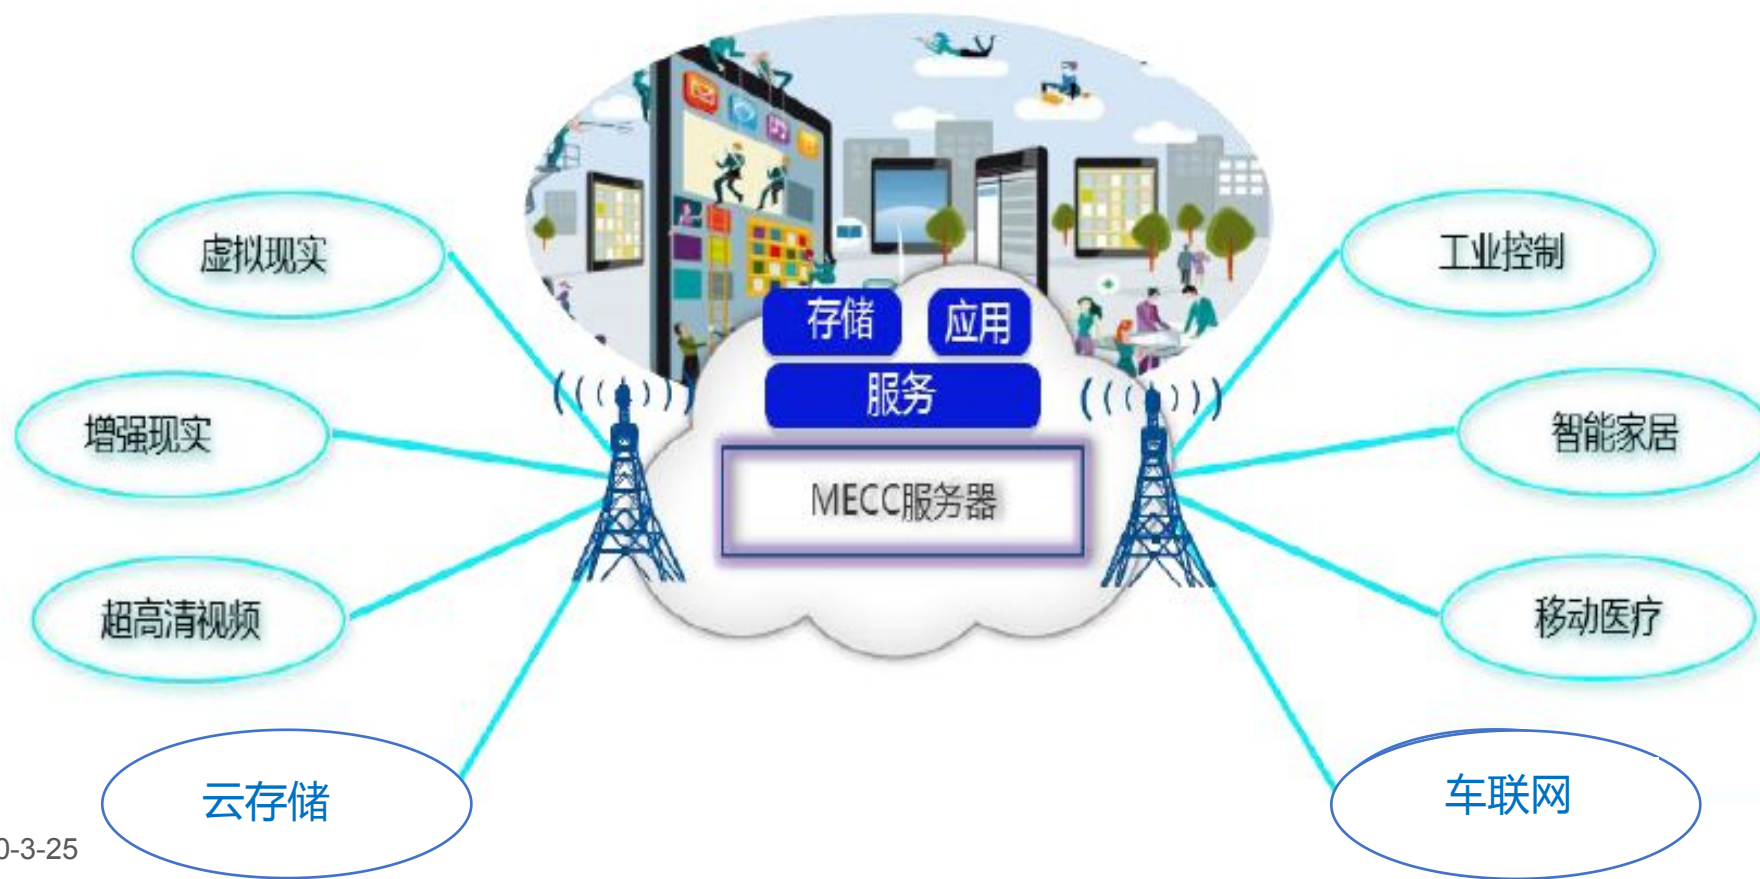 虚拟现实
增强现实
超高清视频
云存储
存储
应用
服务
MECC服务器
工业控制
智能家居
移动医疗
车联网
0-3-25